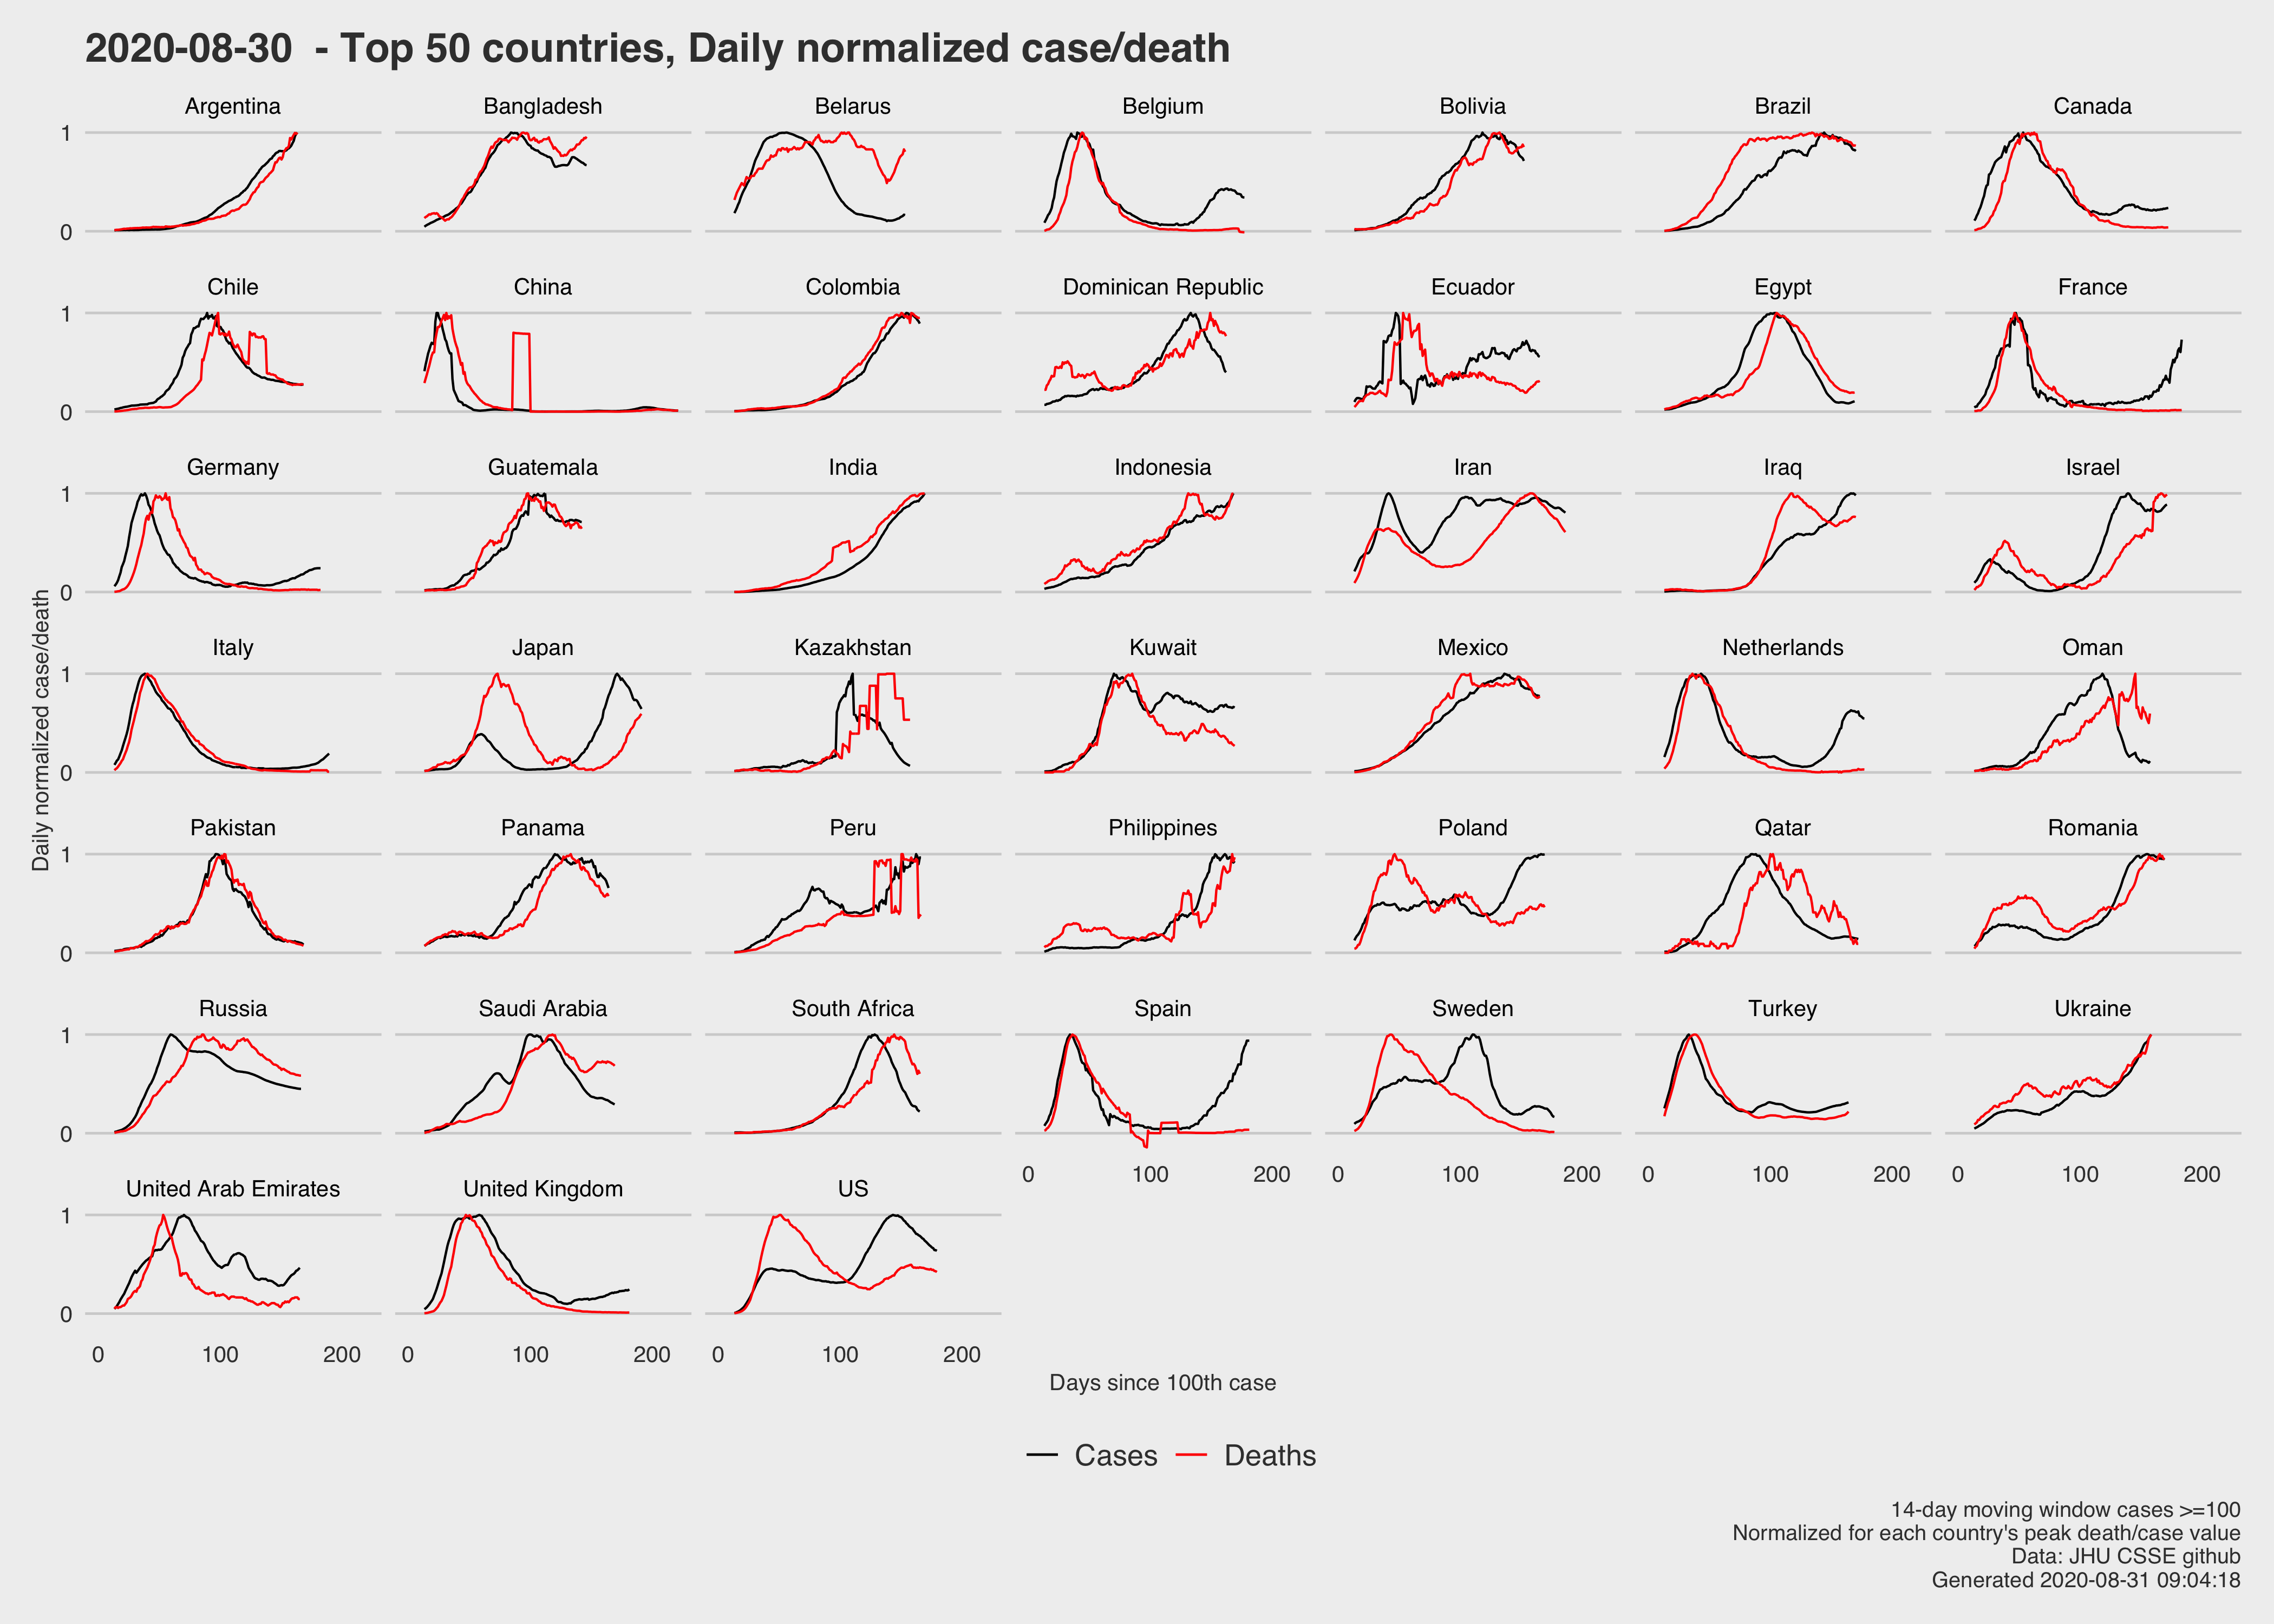 2020-08-30  - Top 50 countries, Daily normalized case/death
Argentina Bangladesh Belarus Belgium Bolivia Brazil Canada
1
0
Chile China Colombia Dominican Republic Ecuador Egypt France
1
0
Germany Guatemala India Indonesia Iran Iraq Israel
1
0
Italy Japan Kazakhstan Kuwait Mexico Netherlands Oman
1
0
Pakistan Panama Peru Philippines Poland Qatar Romania
1
0
Russia Saudi Arabia South Africa Spain Sweden Turkey Ukraine
1
0
0 100 200 0 100 200 0 100 200 0 100 200
United Arab Emirates United Kingdom US
1
0
0 100 200 0 100 200 0 100 200
Daily normalized case/death
Days since 100th case
Cases Deaths
14-day moving window cases >=100
Normalized for each country's peak death/case value
Data: JHU CSSE github
Generated 2020-08-31 09:04:18